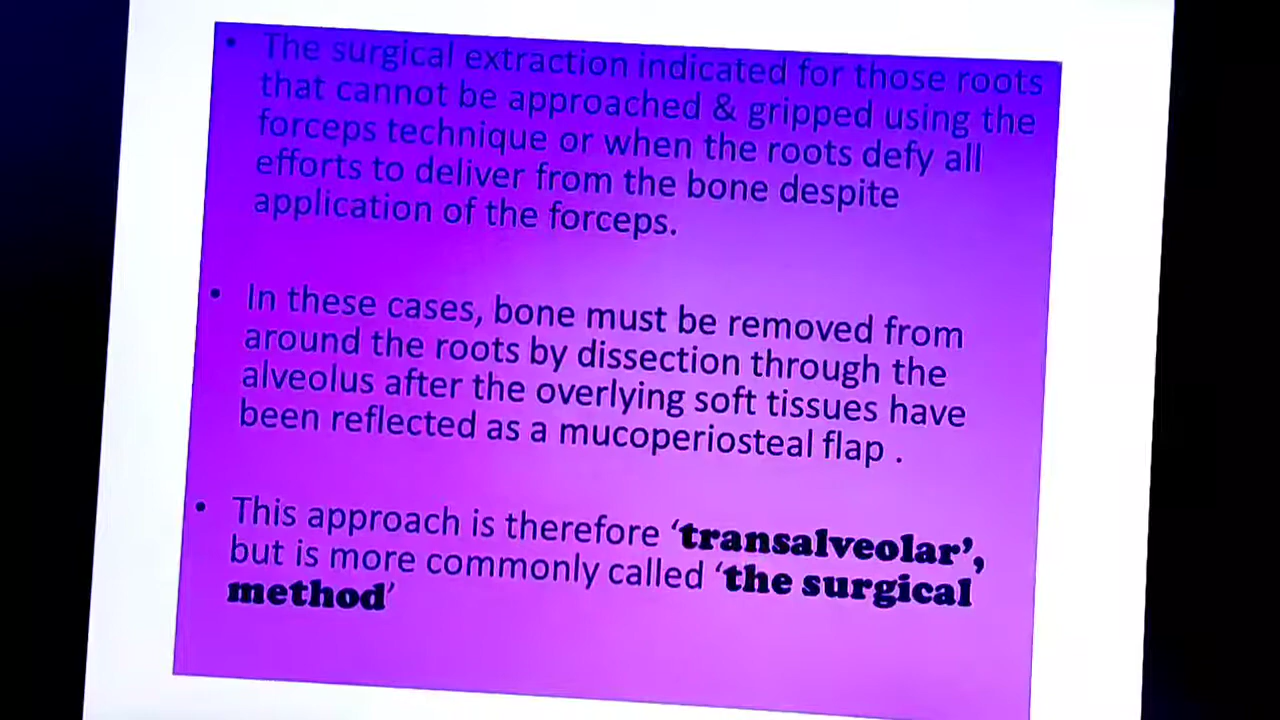 • The surgical extraction indicated for those roots
that cannot be approached & gripped using the
forceps technique or when the roots defy all
efforts to deliver from the bone despite
application of the forceps.
• In these cases, bone must be removed from
around the roots by dissection through the
alveolus after the overlying soft tissues have
been reflected as a mucoperiosteal flap .
• This approach is therefore ‘transalveolar’,
but is more commonly called ‘the surgical
method’